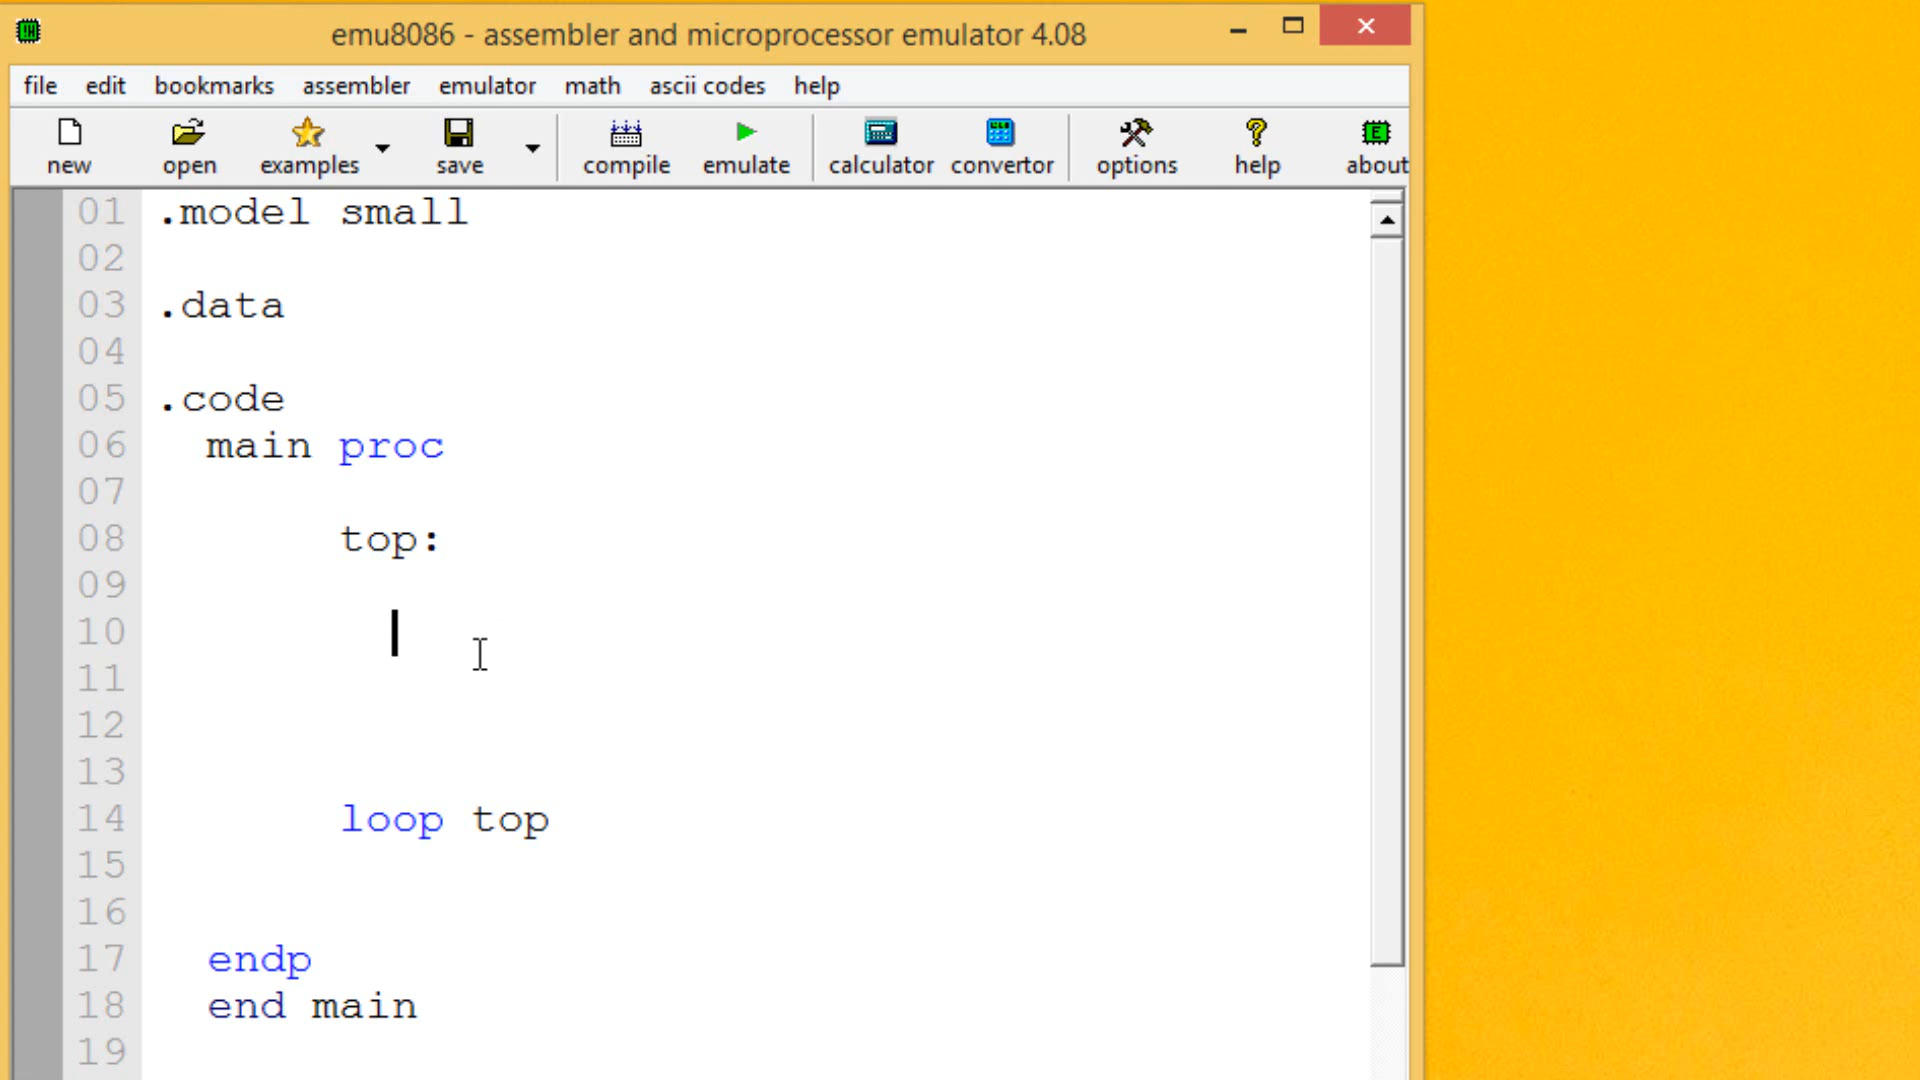 emu8086 - assembler and microprocessor emulator 4.08
file edit bookmarks assembler emulator math ascii codes help
new open examples save compile emulate calculator convertor options help about
01 .model small
02
03 .data
04
05 .code
06 main proc
07
08 top:
09
10
11
12
13
14 loop top
15
16
17 endp
18 end main
19